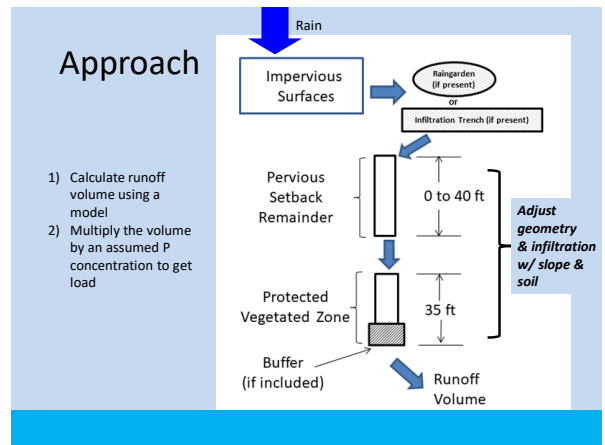 Rain
Approach
Impervious
Surfaces
Raingarden
(if present)
or
Infiltration Trench (if present)
1) Calculate runoff
volume using a
model
2) Multiply the volume
by an assumed P
concentration to get
load
Pervious
Setback
Remainder
0 to 40 ft
Adjust
geometry
& infiltration
w/ slope &
soil
Protected
Vegetated Zone
35 ft
Buffer
(if included)
Runoff
Volume